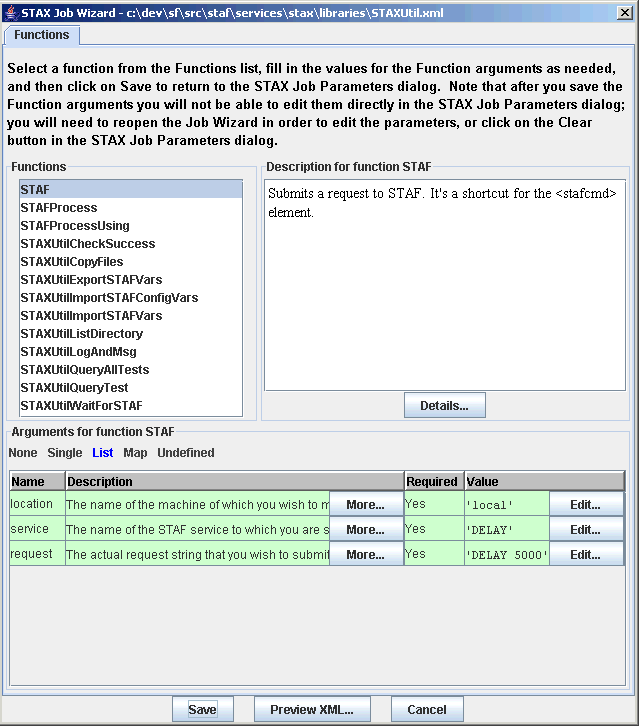 STAX Job Wizard - c:\dev\sf\src\staf\services\stax\libraries\STAXUtil.xml
Functions
Select a function from the Functions list, fill in the values for the Function arguments as needed,
and then click on Save to return to the STAX Job Parameters dialog. Note that after you save the
Function arguments you will not be able to edit them directly in the STAX Job Parameters dialog;
you will need to reopen the Job Wizard in order to edit the parameters, or click on the Clear
button in the STAX Job Parameters dialog.
Functions
STAF
STAFProcess
STAFProcessUsing
STAXUtilCheckSuccess
STAXUtilCopyFiles
STAXUtilExportSTAFVars
STAXUtilImportSTAFConfigVars
STAXUtilImportSTAFVars
STAXUtilListDirectory
STAXUtilLogAndMsg
STAXUtilQueryAllTests
STAXUtilQueryTest
STAXUtilWaitForSTAF
Description for function STAF
Submits a request to STAF. It's a shortcut for the <stafcmd>
element.
Details...
Arguments for function STAF
None Single List Map Undefined
Name Description Required Value
location The name of the machine of which you wish to m More... Yes 'local' Edit...
service The name of the STAF service to which you are s More... Yes 'DELAY' Edit...
request The actual request string that you wish to submit More... Yes 'DELAY 5000' Edit...
Save Preview XML... Cancel